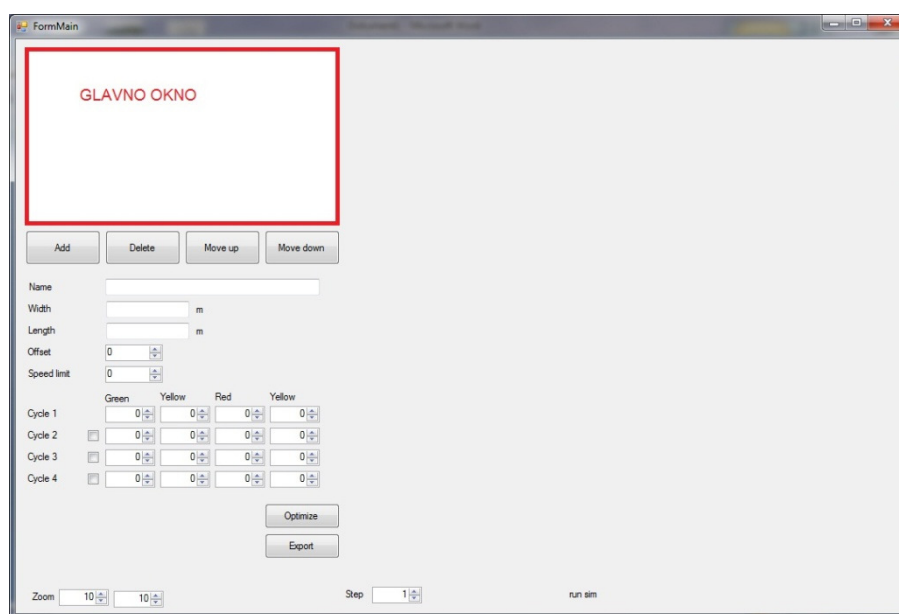 FormMain
GLAVNO OKNO
Add Delete Move up Move down
Name
Width m
Length m
Offset 0
Speed limit 0
Green Yellow Red Yellow
Cycle 1 0 0 0 0
Cycle 2 0 0 0 0
Cycle 3 0 0 0 0
Cycle 4 0 0 0 0
Optimize
Export
Zoom 10 10 Step 1 run sim